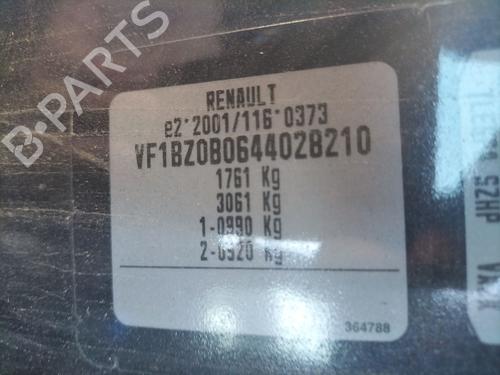 B-PARTS
RENAULT
e2*2001/116*0373
VF1BZ0B0644028210
1761 Kg
3061 Kg
1-0990 Kg
2-0920 Kg
364788